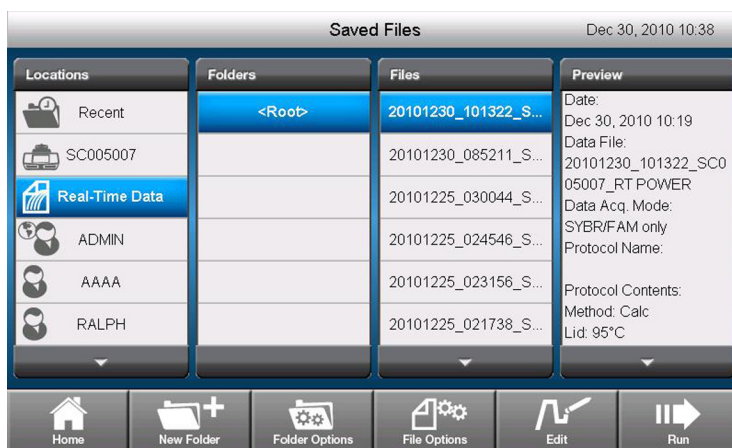 Saved Files
Dec 30, 2010 10:38
Locations
Recent
SC005007
Real-Time Data
ADMIN
AAAA
RALPH
Folders
<Root>
Files
20101230_101322_S...
20101230_085211_S...
20101225_030044_S...
20101225_024546_S...
20101225_023156_S...
20101225_021738_S...
Preview
Date:
Dec 30, 2010 10:19
Data File:
20101230_101322_SC0
05007_RT POWER
Data Acq. Mode:
SYBR/FAM only
Protocol Name:
Protocol Contents:
Method: Calc
Lid: 95°C
Home
New Folder
Folder Options
File Options
Edit
Run